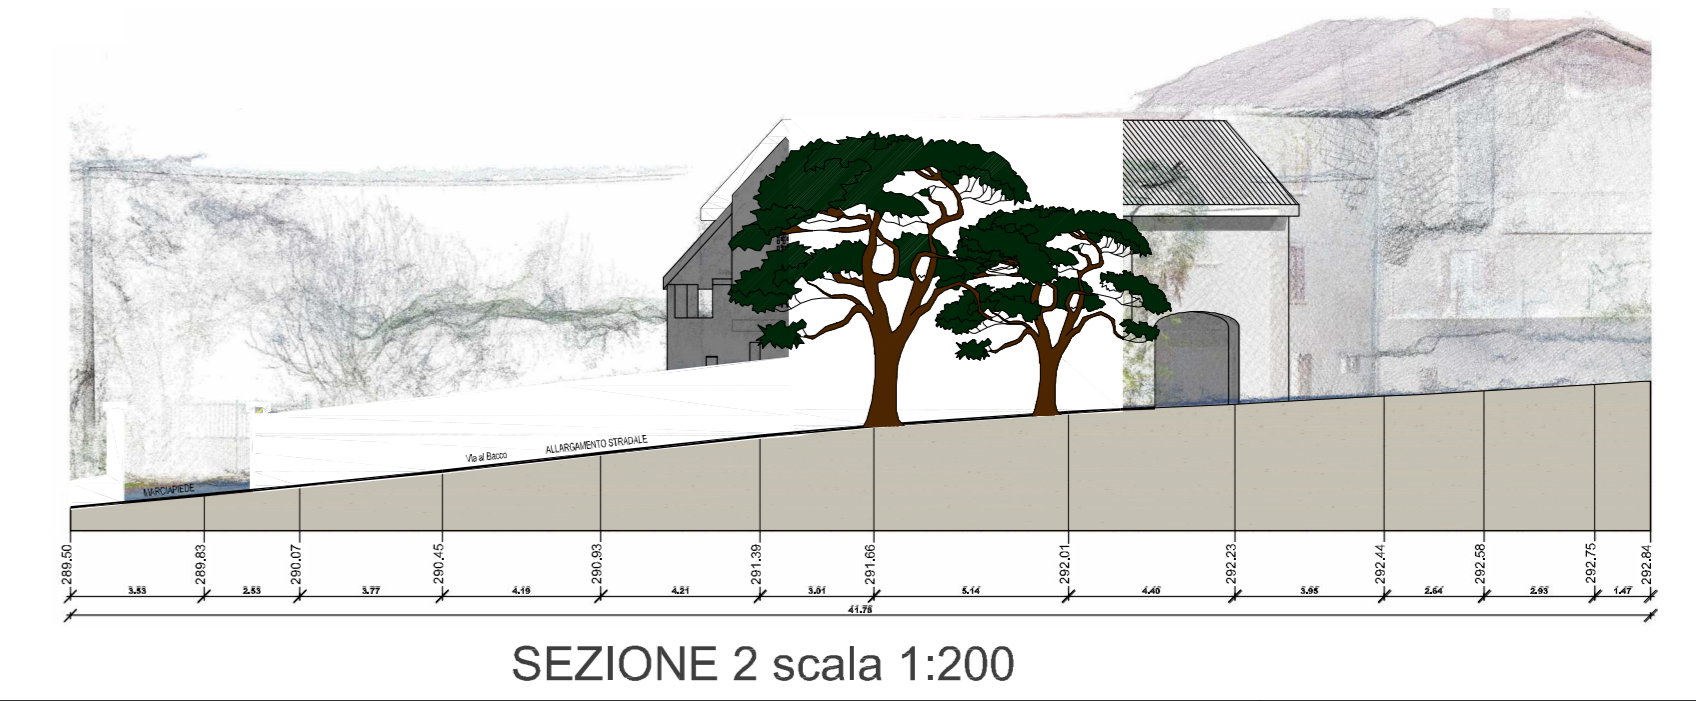 MARCIAPIEDE
Via al Bacco
ALLARGAMENTO STRADALE
289.50 289.83 290.07 290.45 290.93 291.39 291.66 292.01 292.23 292.44 292.58 292.75 292.84
3.53 2.53 3.77 4.19 4.21 3.01 5.14 4.40 3.95 2.64 2.93 1.47
41.78
SEZIONE 2 scala 1:200